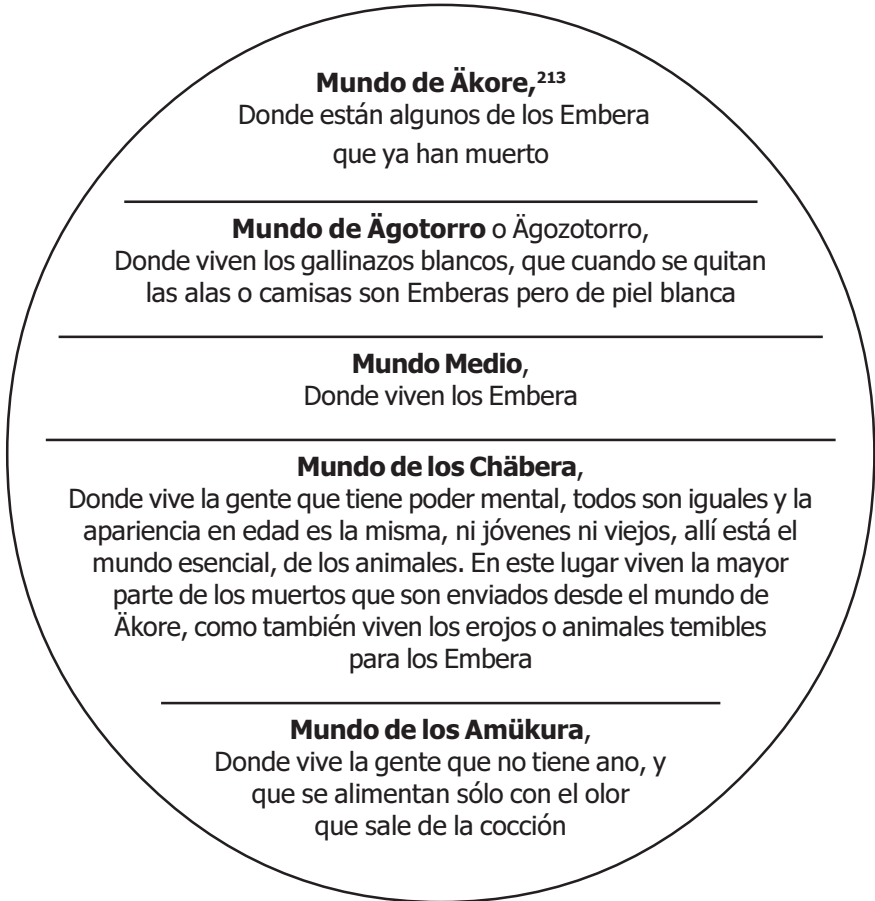 Mundo de Äkore,²¹³
Donde están algunos de los Embera
que ya han muerto
Mundo de Ägotorro o Ägozotorro,
Donde viven los gallinazos blancos, que cuando se quitan
las alas o camisas son Emberas pero de piel blanca
Mundo Medio,
Donde viven los Embera
Mundo de los Chäbera,
Donde vive la gente que tiene poder mental, todos son iguales y la
apariencia en edad es la misma, ni jóvenes ni viejos, allí está el
mundo esencial, de los animales. En este lugar viven la mayor
parte de los muertos que son enviados desde el mundo de
Äkore, como también viven los erojos o animales temibles
para los Embera
Mundo de los Amükura,
Donde vive la gente que no tiene ano, y
que se alimentan sólo con el olor
que sale de la cocción